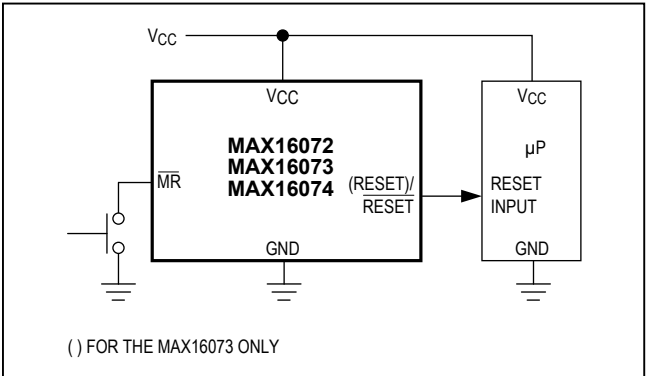 VCC
VCC
VCC
MAX16072
MAX16073
MAX16074
MR
(RESET)/
RESET
GND
µP
RESET
INPUT
GND
( ) FOR THE MAX16073 ONLY